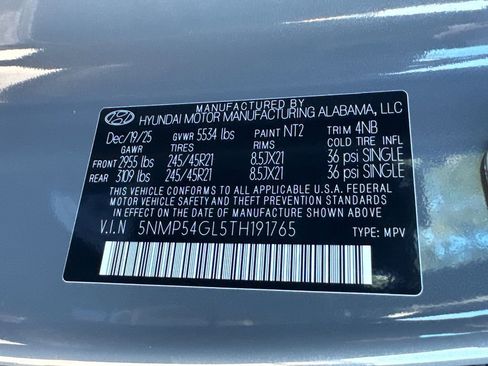 MANUFACTURED BY
HYUNDAI MOTOR MANUFACTURING ALABAMA, LLC
Dec/19/25 GVWR 5534 lbs PAINT NT2 TRIM 4NB
GAWR TIRES RIMS COLD TIRE INFL
FRONT 2955 lbs 245/45R21 8.5JX21 36 psi SINGLE
REAR 3109 lbs 245/45R21 8.5JX21 36 psi SINGLE
THIS VEHICLE CONFORMS TO ALL APPLICABLE U.S.A. FEDERAL
MOTOR VEHICLE SAFETY AND THEFT PREVENTION STANDARDS
IN EFFECT ON THE DATE OF MANUFACTURE SHOWN ABOVE.
V.I.N 5NMP54GL5TH191765 TYPE: MPV